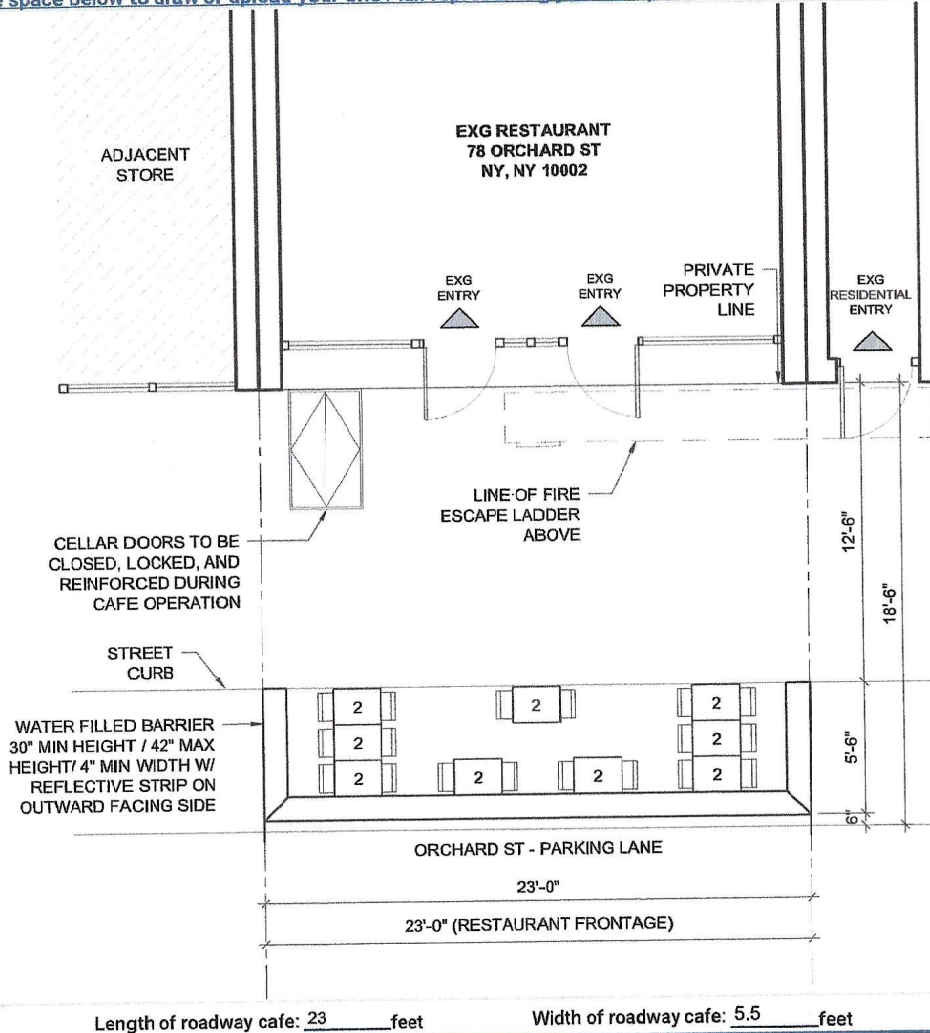 ADJACENT
STORE
EXG RESTAURANT
78 ORCHARD ST
NY, NY 10002
EXG
ENTRY
EXG
ENTRY
PRIVATE
PROPERTY
LINE
EXG
RESIDENTIAL
ENTRY
LINE OF FIRE
ESCAPE LADDER
ABOVE
CELLAR DOORS TO BE
CLOSED, LOCKED, AND
REINFORCED DURING
CAFE OPERATION
12'-6"
18'-6"
STREET
CURB
WATER FILLED BARRIER
30" MIN HEIGHT / 42" MAX
HEIGHT/ 4" MIN WIDTH W/
REFLECTIVE STRIP ON
OUTWARD FACING SIDE
2
2
2
2
2
2
2
2
2
5'-6"
6"
ORCHARD ST - PARKING LANE
23'-0"
23'-0" (RESTAURANT FRONTAGE)
Length of roadway cafe: 23 feet
Width of roadway cafe: 5.5 feet